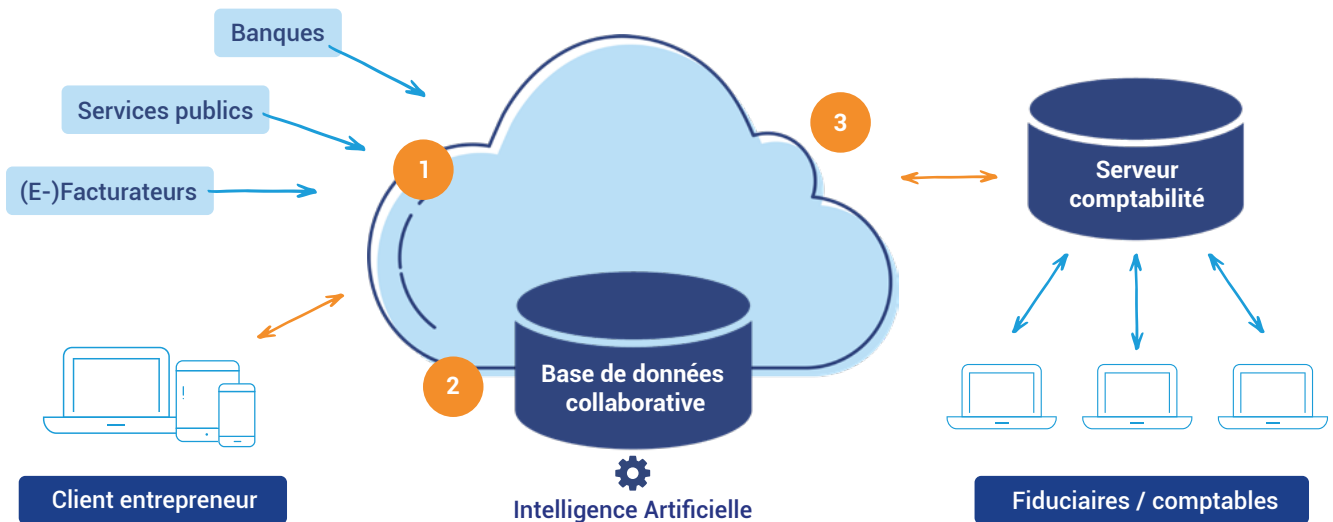 Banques
Services publics
(E-)Facturateurs
1
3
Serveur
comptabilité
2
Base de données
collaborative
Client entrepreneur
Intelligence Artificielle
Fiduciaires / comptables